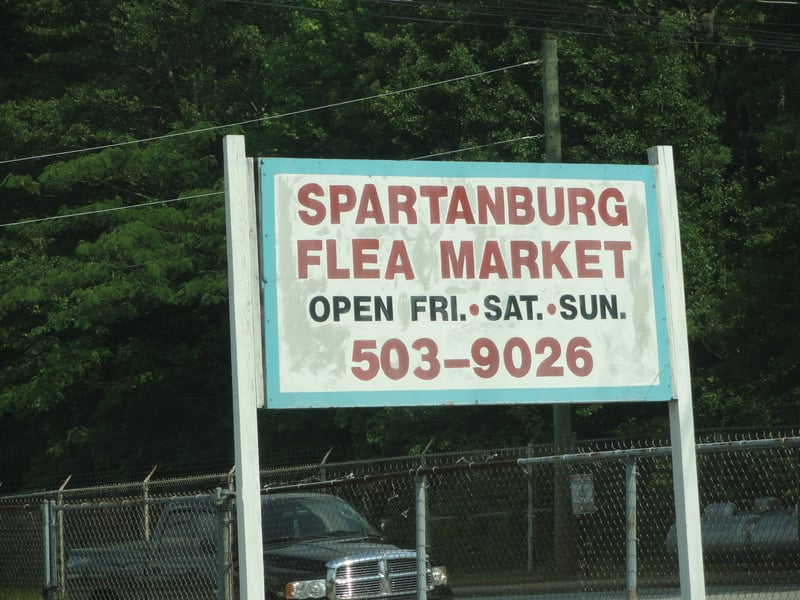 SPARTANBURG
FLEA MARKET
OPEN FRI.•SAT.•SUN.
503-9026